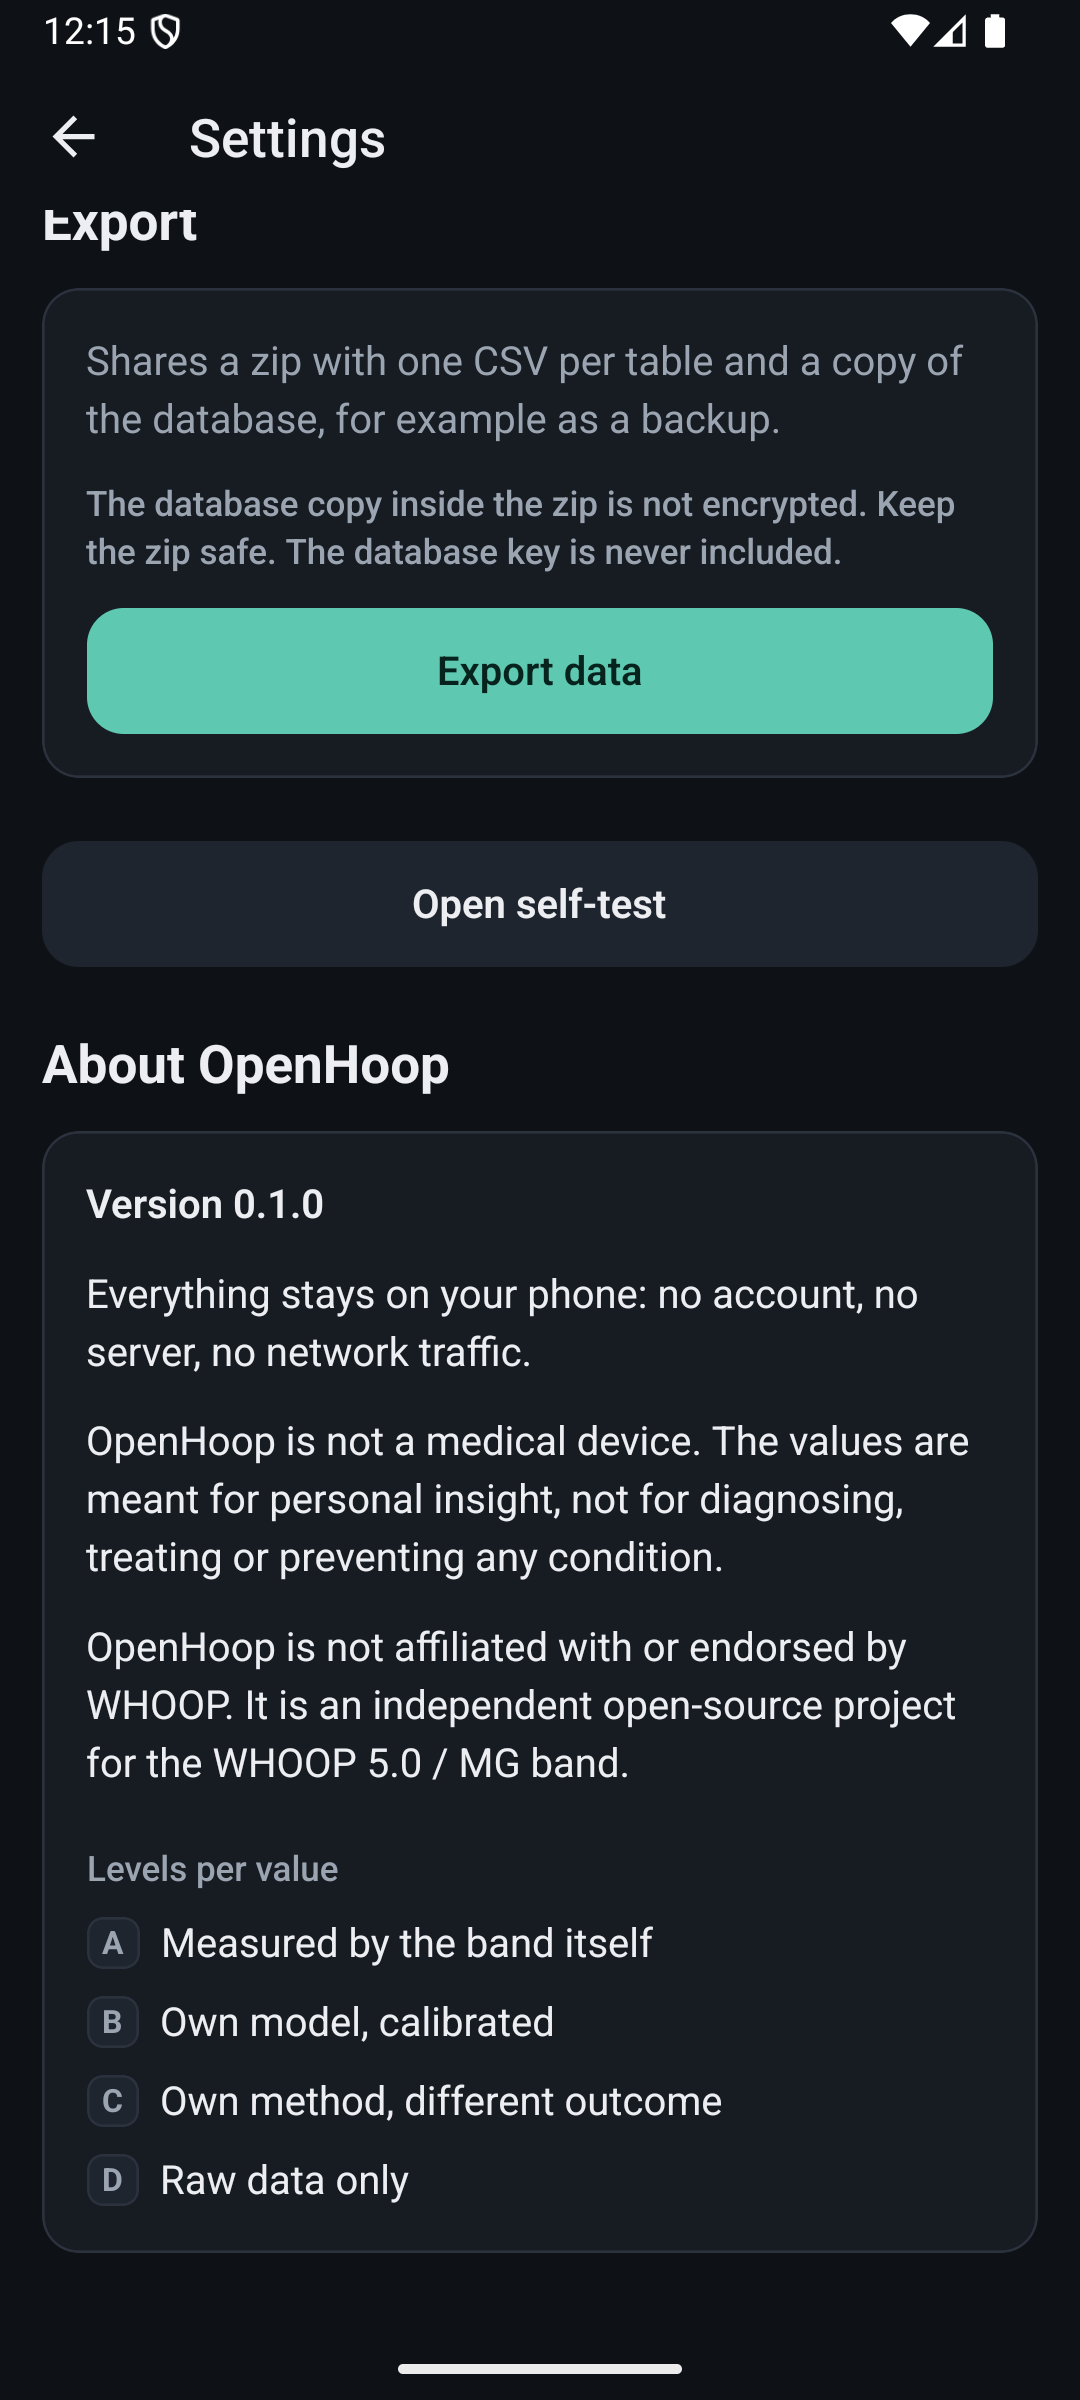 12:15
Settings
Export
Shares a zip with one CSV per table and a copy of
the database, for example as a backup.
The database copy inside the zip is not encrypted. Keep
the zip safe. The database key is never included.
Export data
Open self-test
About OpenHoop
Version 0.1.0
Everything stays on your phone: no account, no
server, no network traffic.
OpenHoop is not a medical device. The values are
meant for personal insight, not for diagnosing,
treating or preventing any condition.
OpenHoop is not affiliated with or endorsed by
WHOOP. It is an independent open-source project
for the WHOOP 5.0 / MG band.
Levels per value
A Measured by the band itself
B Own model, calibrated
C Own method, different outcome
D Raw data only